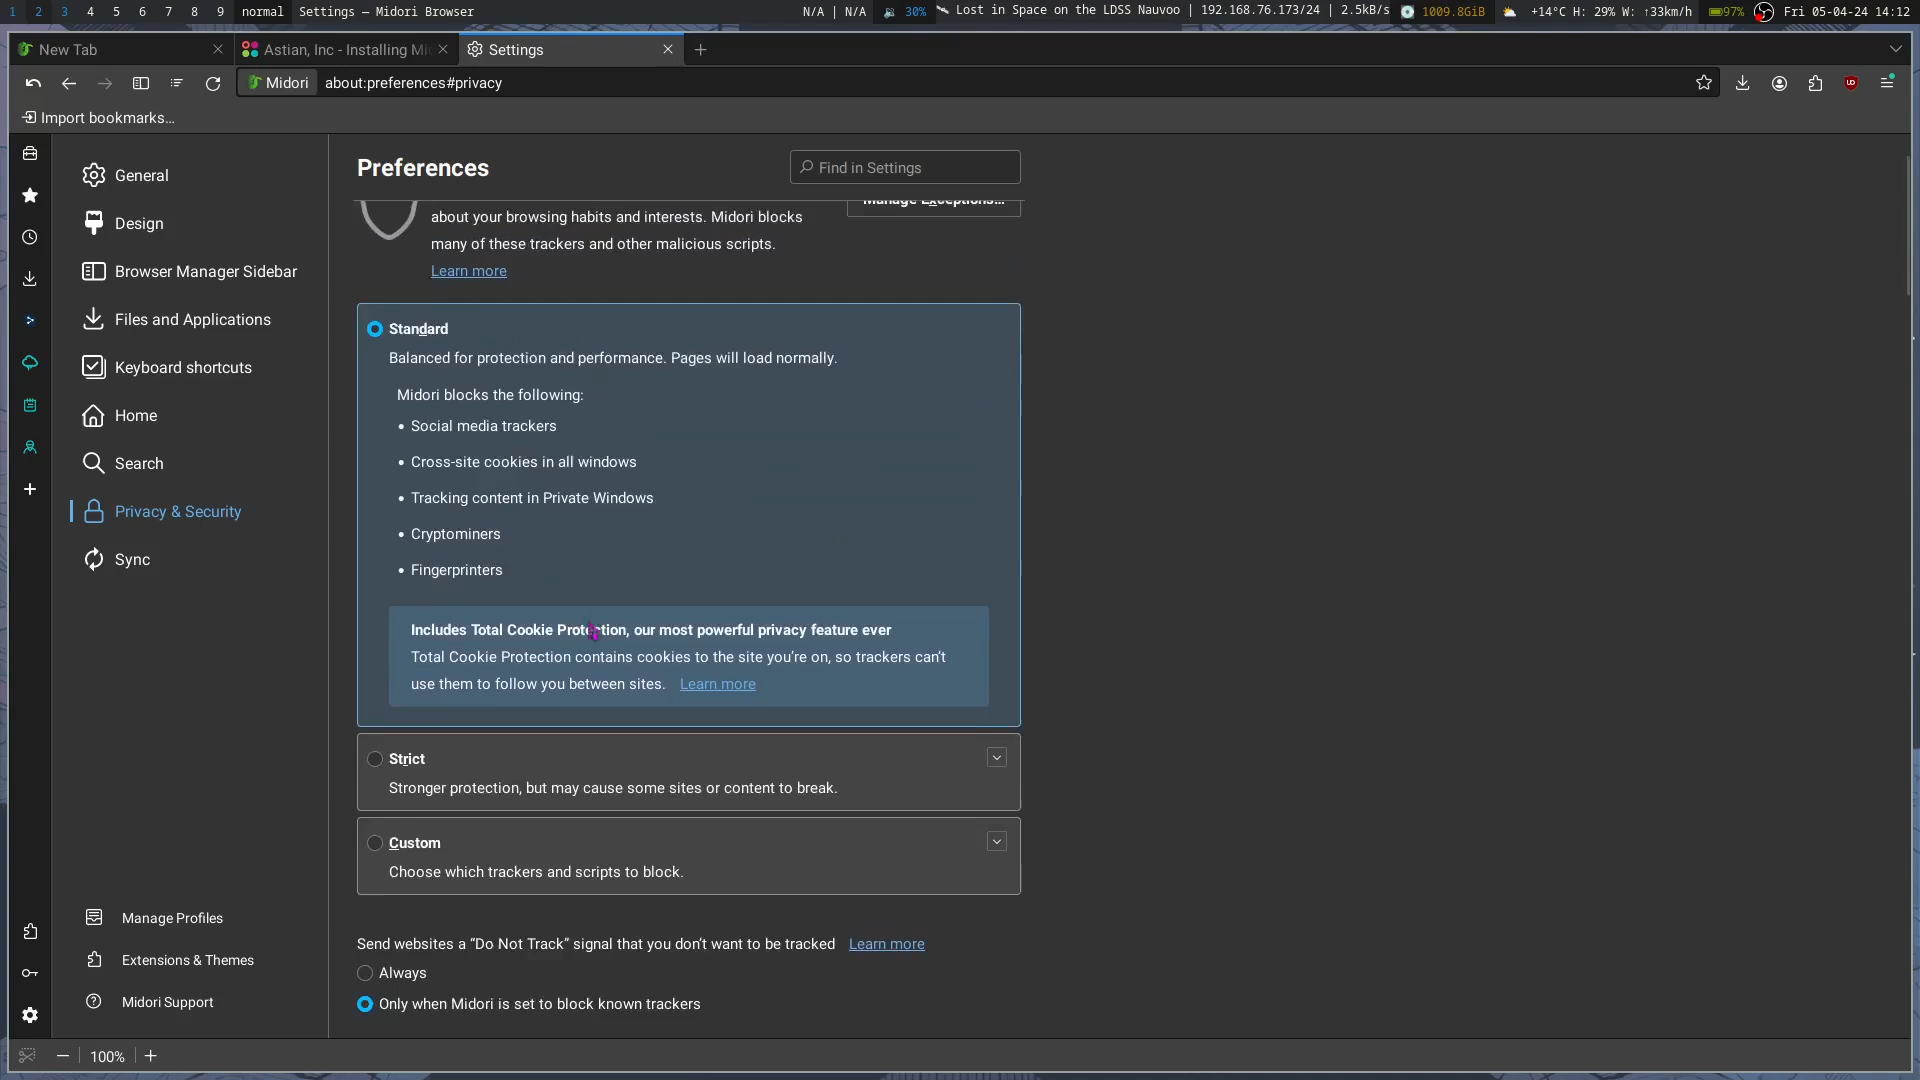 1 2 3 4 5 6 7 8 9 normal Settings — Midori Browser N/A | N/A 30% Lost in Space on the LDSS Nauvoo | 192.168.76.173/24 | 2.5kB/s 1009.8GiB +14°C H: 29% W: ↑33km/h 97% Fri 05-04-24 14:12
New Tab Astian, Inc - Installing Mi Settings
Midori about:preferences#privacy
Import bookmarks...
Preferences
Find in Settings
General
Design
Browser Manager Sidebar
Files and Applications
Keyboard shortcuts
Home
Search
Privacy & Security
Sync
Manage Profiles
Extensions & Themes
Midori Support
Manage Exceptions...
about your browsing habits and interests. Midori blocks
many of these trackers and other malicious scripts.
Learn more
Standard
Balanced for protection and performance. Pages will load normally.
Midori blocks the following:
• Social media trackers
• Cross-site cookies in all windows
• Tracking content in Private Windows
• Cryptominers
• Fingerprinters
Includes Total Cookie Protection, our most powerful privacy feature ever
Total Cookie Protection contains cookies to the site you’re on, so trackers can’t
use them to follow you between sites. Learn more
Strict
Stronger protection, but may cause some sites or content to break.
Custom
Choose which trackers and scripts to block.
Send websites a “Do Not Track” signal that you don’t want to be tracked Learn more
Always
Only when Midori is set to block known trackers
100%